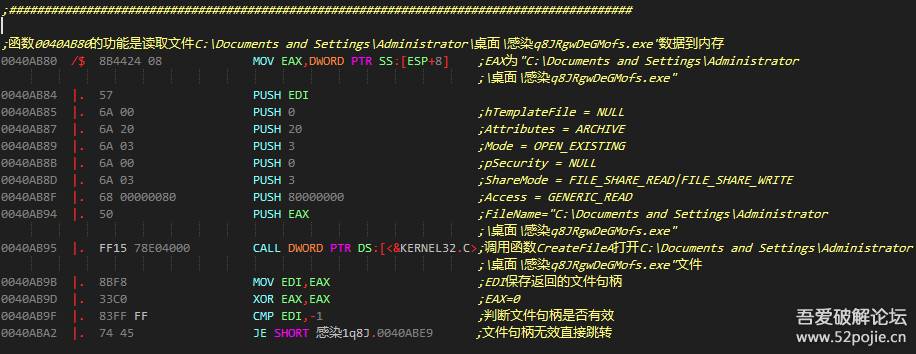 ;##########################################################################################
;函数0040AB80的功能是读取文件C:\Documents and Settings\Administrator\桌面\感染q8JRgwDeGMofs.exe"数据到内存
0040AB80 /$ 8B4424 08 MOV EAX,DWORD PTR SS:[ESP+8] ;EAX为"C:\Documents and Settings\Administrator
;\桌面\感染q8JRgwDeGMofs.exe"
0040AB84 |. 57 PUSH EDI
0040AB85 |. 6A 00 PUSH 0 ;hTemplateFile = NULL
0040AB87 |. 6A 20 PUSH 20 ;Attributes = ARCHIVE
0040AB89 |. 6A 03 PUSH 3 ;Mode = OPEN_EXISTING
0040AB8B |. 6A 00 PUSH 0 ;pSecurity = NULL
0040AB8D |. 6A 03 PUSH 3 ;ShareMode = FILE_SHARE_READ|FILE_SHARE_WRITE
0040AB8F |. 68 00000080 PUSH 80000000 ;Access = GENERIC_READ
0040AB94 |. 50 PUSH EAX ;FileName="C:\Documents and Settings\Administrator
;\桌面\感染q8JRgwDeGMofs.exe"
0040AB95 |. FF15 78E04000 CALL DWORD PTR DS:[<&KERNEL32.C>;调用函数CreateFileA打开C:\Documents and Settings\Administrator
;\桌面\感染q8JRgwDeGMofs.exe"文件
0040AB9B |. 8BF8 MOV EDI,EAX ;EDI保存返回的文件句柄
0040AB9D |. 33C0 XOR EAX,EAX ;EAX=0
0040AB9F |. 83FF FF CMP EDI,-1 ;判断文件句柄是否有效
0040ABA2 |. 74 45 JE SHORT 感染1q8J.0040ABE9 ;文件句柄无效直接跳转
吾爱破解论坛
www.52pojie.cn